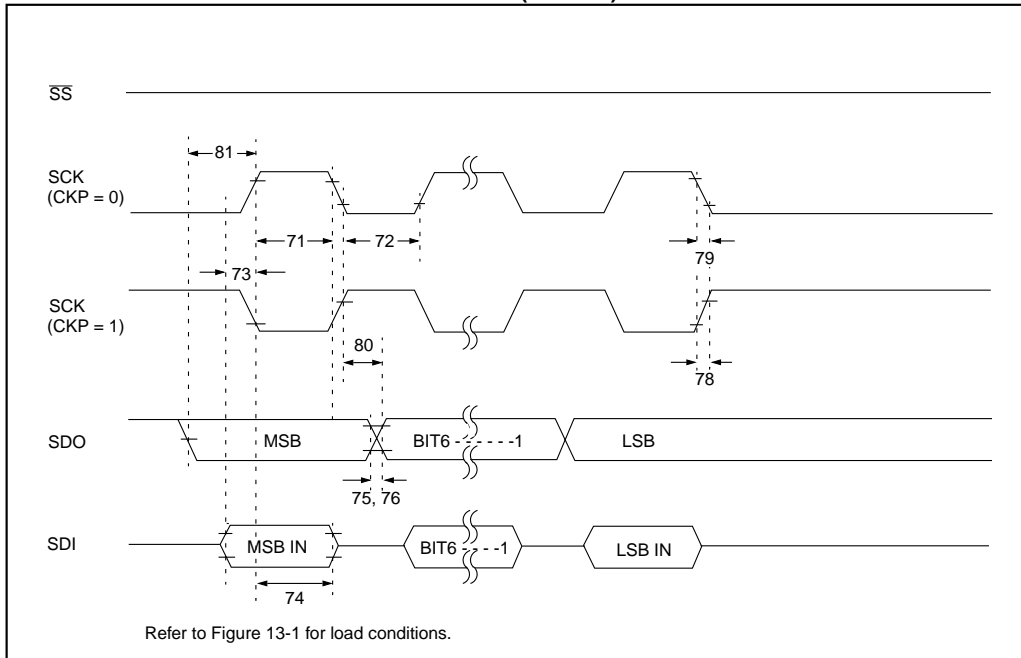 SS
81
SCK
(CKP = 0)
71
72
79
73
SCK
(CKP = 1)
80
78
SDO
MSB
BIT6 - - - - - -1
LSB
75, 76
SDI
MSB IN
BIT6 - - - - -1
LSB IN
74
Refer to Figure 13-1 for load conditions.